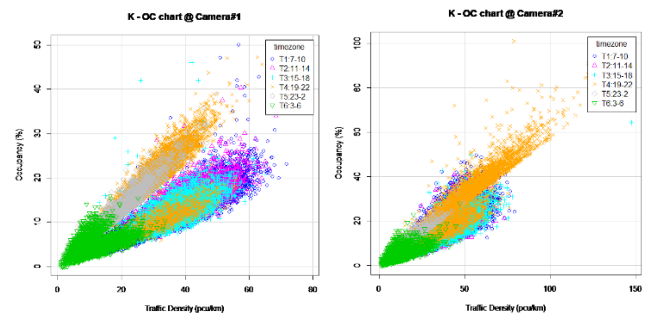 K - OC chart @ Camera#1
Occupancy (%)
50
40
30
20
10
0
timezone
T1:7-10
T2:11-14
T3:15-18
T4:19-22
T5:23-2
T6:3-6
0
20
40
60
80
Traffic Density (pcu/km)
K - OC chart @ Camera#2
Occupancy (%)
100
80
60
40
20
0
timezone
T1:7-10
T2:11-14
T3:15-18
T4:19-22
T5:23-2
T6:3-6
0
50
100
150
Traffic Density (pcu/km)